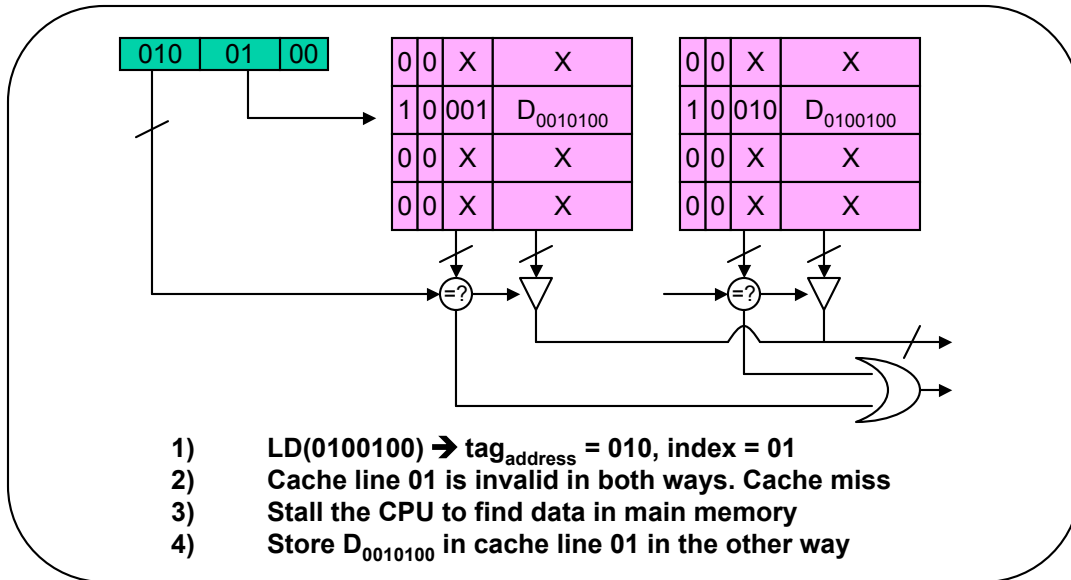 010 01 00
0 0 X X 0 0 X X
1 0 001 D0010100 1 0 010 D0100100
0 0 X X 0 0 X X
0 0 X X 0 0 X X
=? =?
1) LD(0100100) ➔ tagaddress = 010, index = 01
2) Cache line 01 is invalid in both ways. Cache miss
3) Stall the CPU to find data in main memory
4) Store D0010100 in cache line 01 in the other way